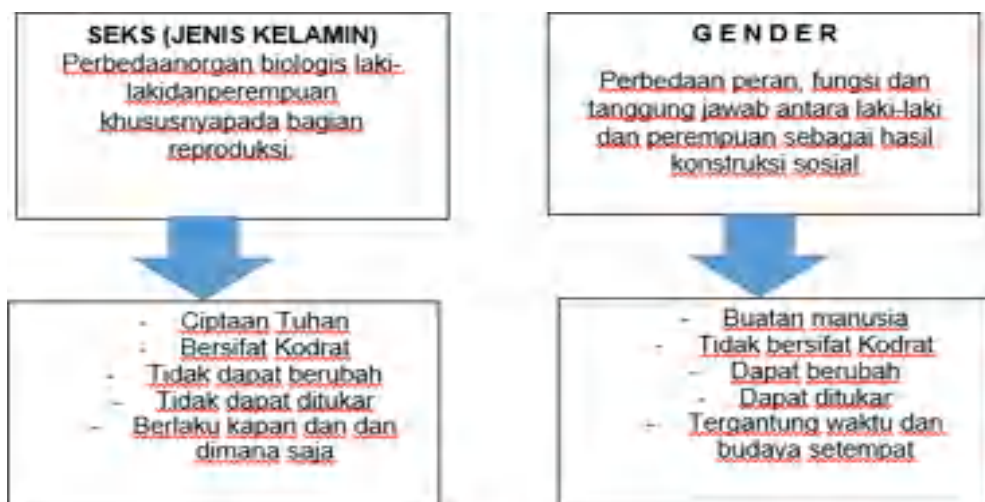 SEKS (JENIS KELAMIN)
Perbedaanorgan biologis laki-
lakidanperempuan
khususnyapada bagian
reproduksi.
- Ciptaan Tuhan
- Bersifat Kodrat
- Tidak dapat berubah
- Tidak dapat ditukar
- Berlaku kapan dan dan
dimana saja
G E N D E R
Perbedaan peran, fungsi dan
tanggung jawab antara laki-laki
dan perempuan sebagai hasil
konstruksi sosial
- Buatan manusia
- Tidak bersifat Kodrat
- Dapat berubah
- Dapat ditukar
- Tergantung waktu dan
budaya setempat